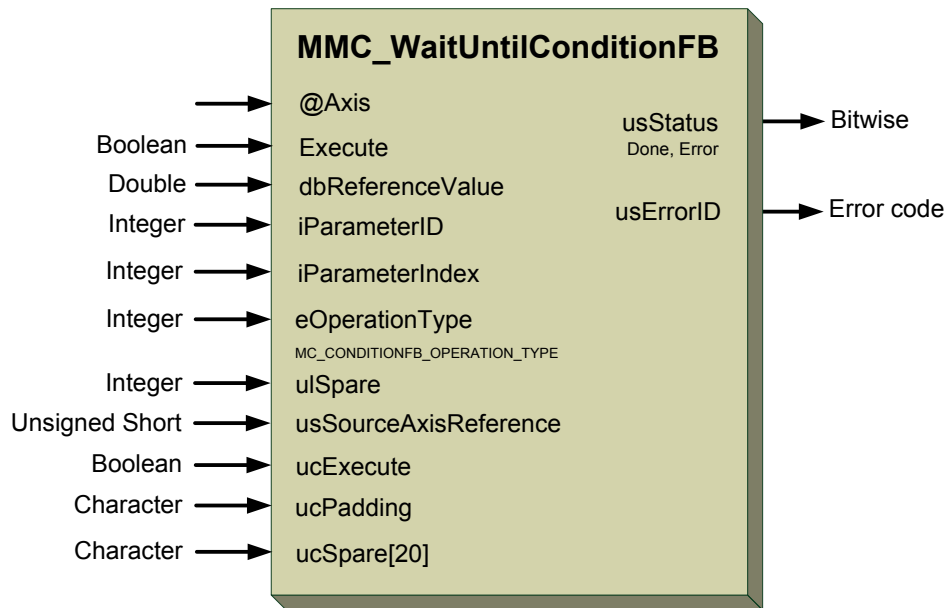 MMC_WaitUntilConditionFB
@Axis
usStatus
Done, Error
Bitwise
Boolean
Execute
Double
dbReferenceValue
Integer
iParameterID
usErrorID
Error code
Integer
iParameterIndex
Integer
eOperationType
MC_CONDITIONFB_OPERATION_TYPE
Integer
ulSpare
Unsigned Short
usSourceAxisReference
Boolean
ucExecute
Character
ucPadding
Character
ucSpare[20]